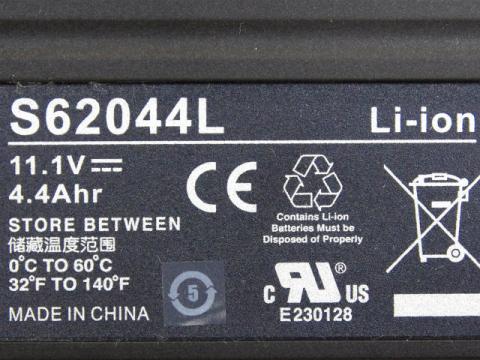 S62044L Li-ion
11.1V
4.4Ahr
STORE BETWEEN
储藏温度范围
0°C TO 60°C
32°F TO 140°F
MADE IN CHINA
5
CE
Contains Li-ion
Batteries Must be
Disposed of Properly
c RU® US
E230128